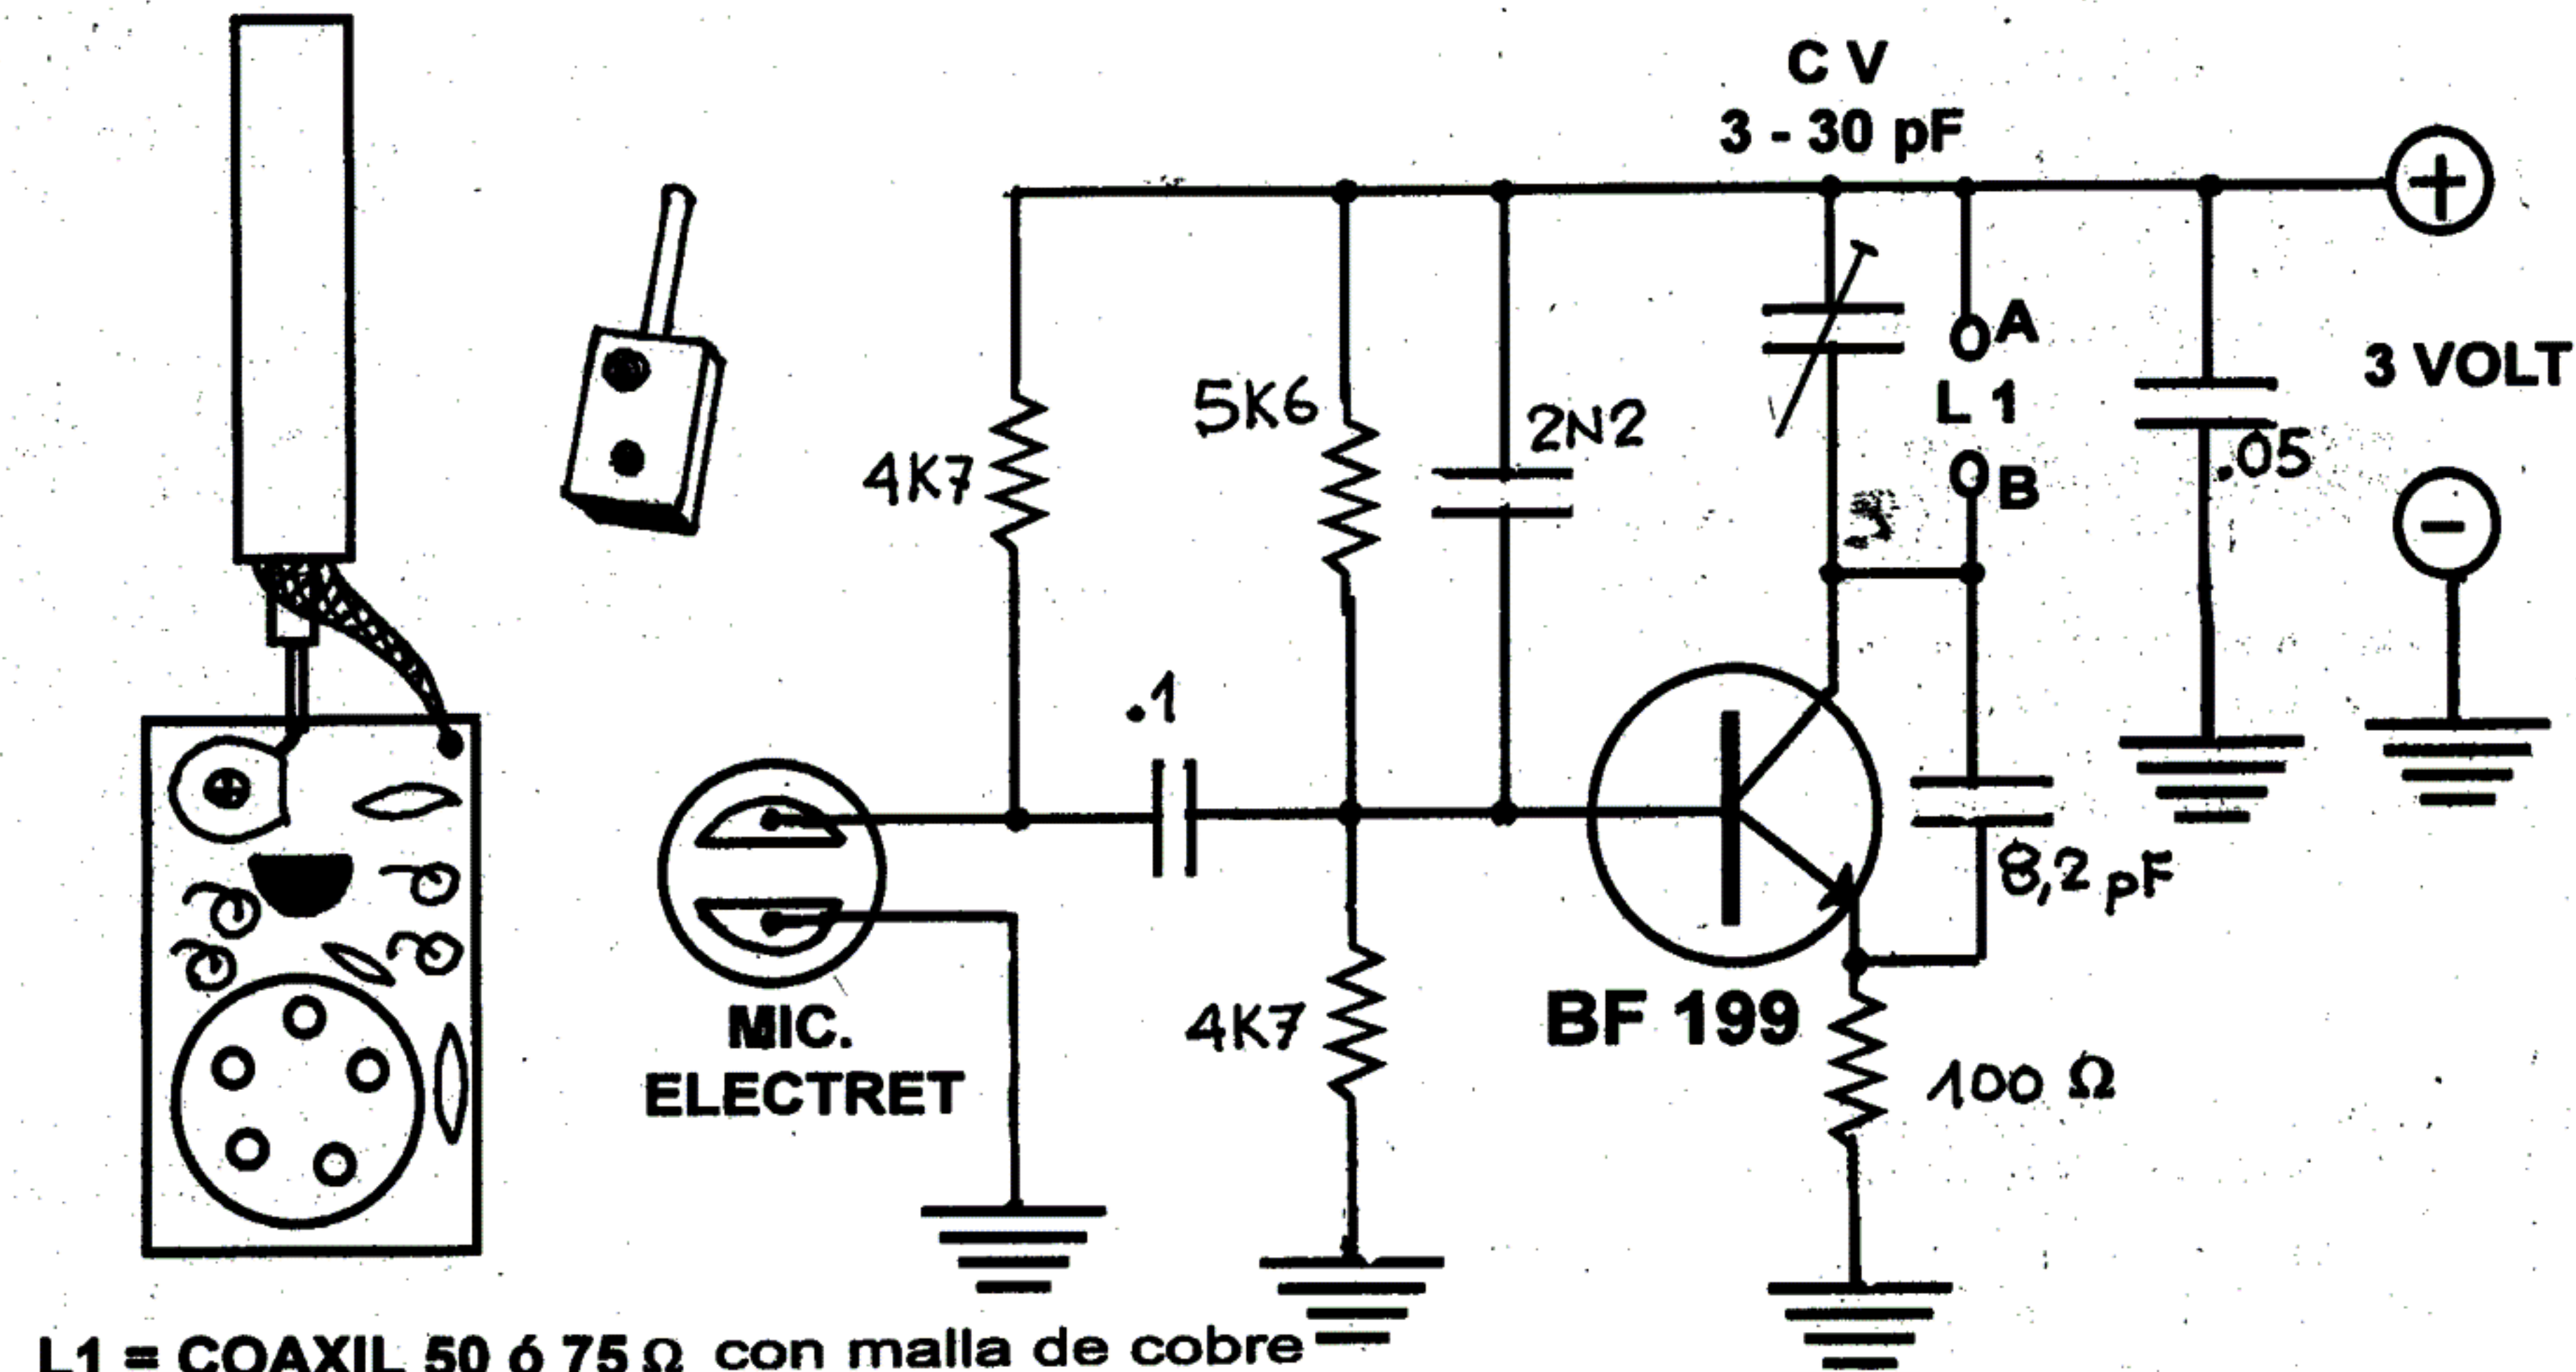 C V
3 - 30 pF
+
A
L 1
B
3 VOLT
-
.05
5K6
2N2
4K7
.1
8,2 pF
MIC.
ELECTRET
4K7
BF 199
100 Ω
L1 = COAXIL 50 ó 75 Ω con malla de cobre